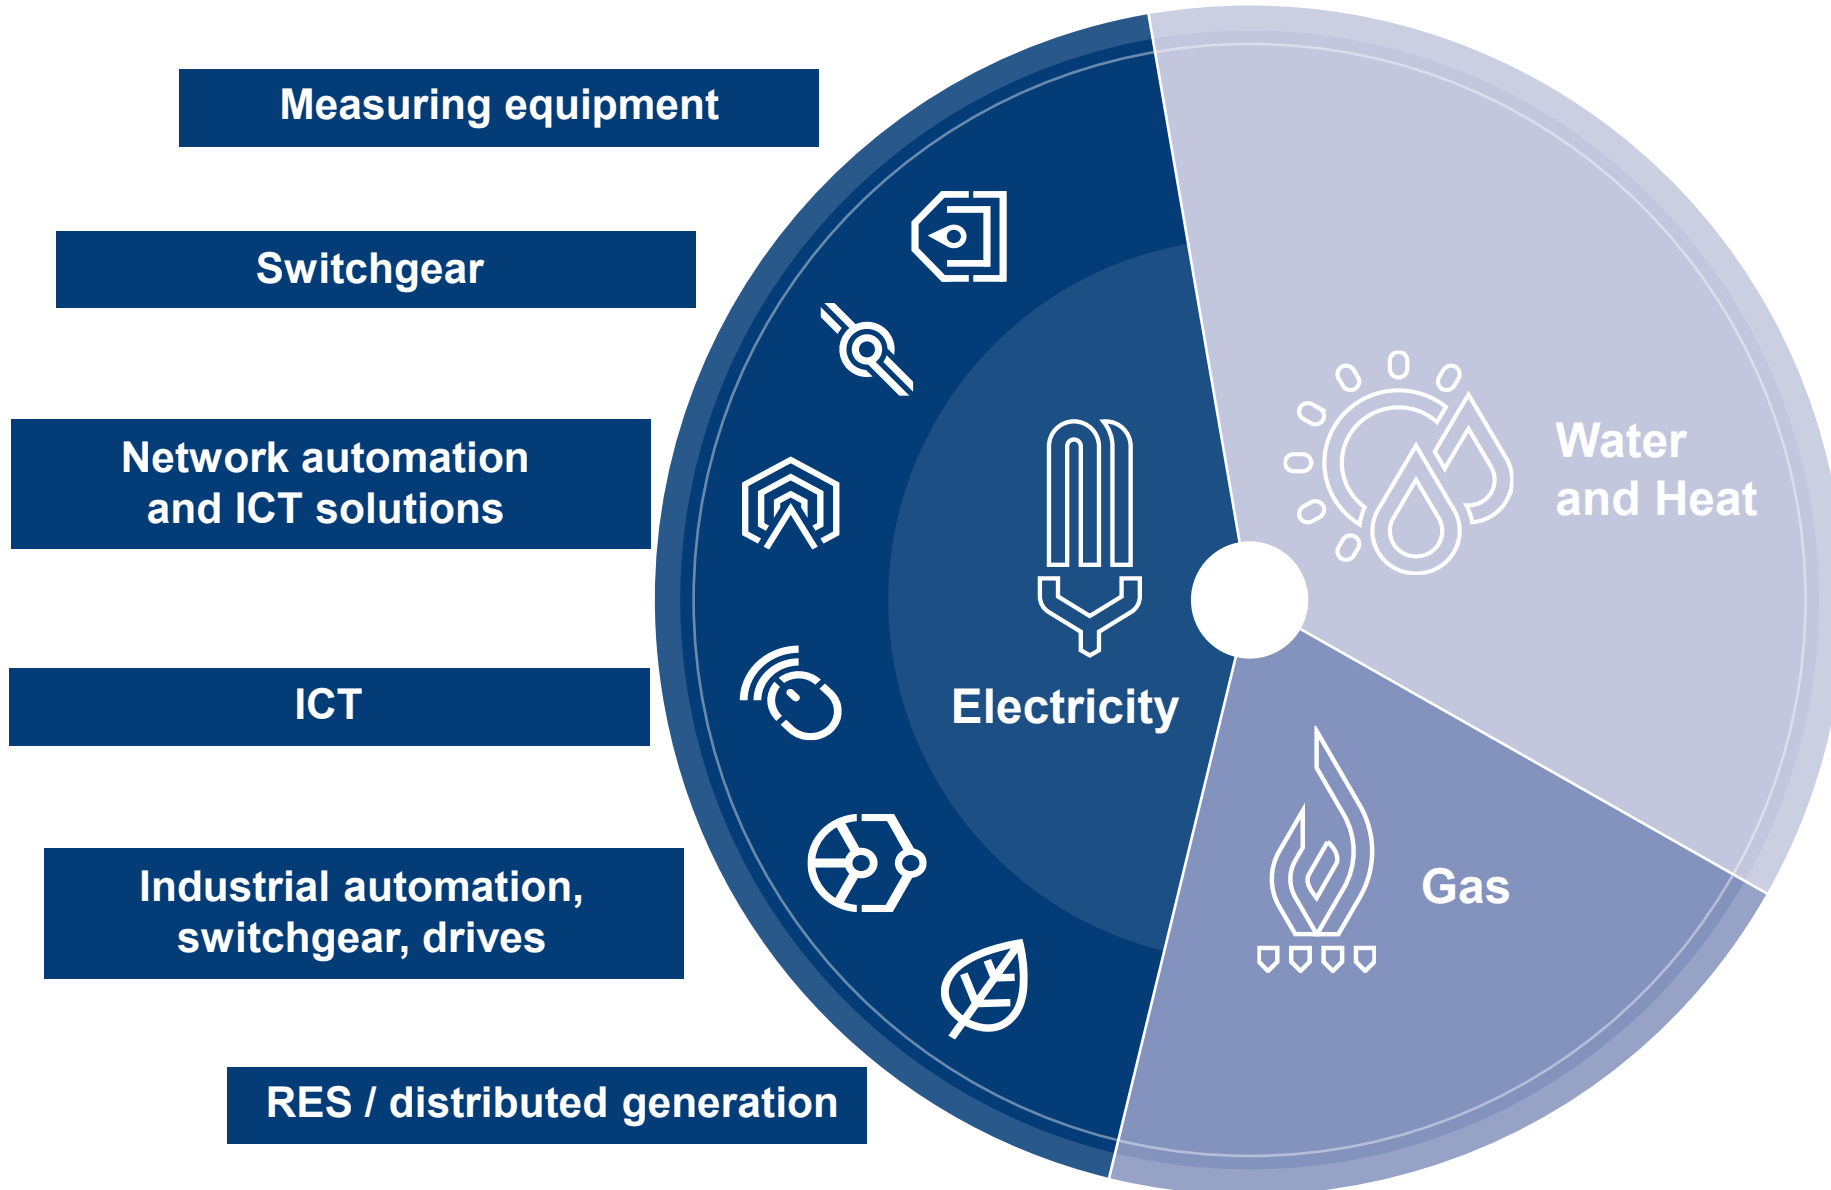 Measuring equipment
Switchgear
Network automation
and ICT solutions
ICT
Industrial automation,
switchgear, drives
RES / distributed generation
Electricity
Water
and Heat
Gas